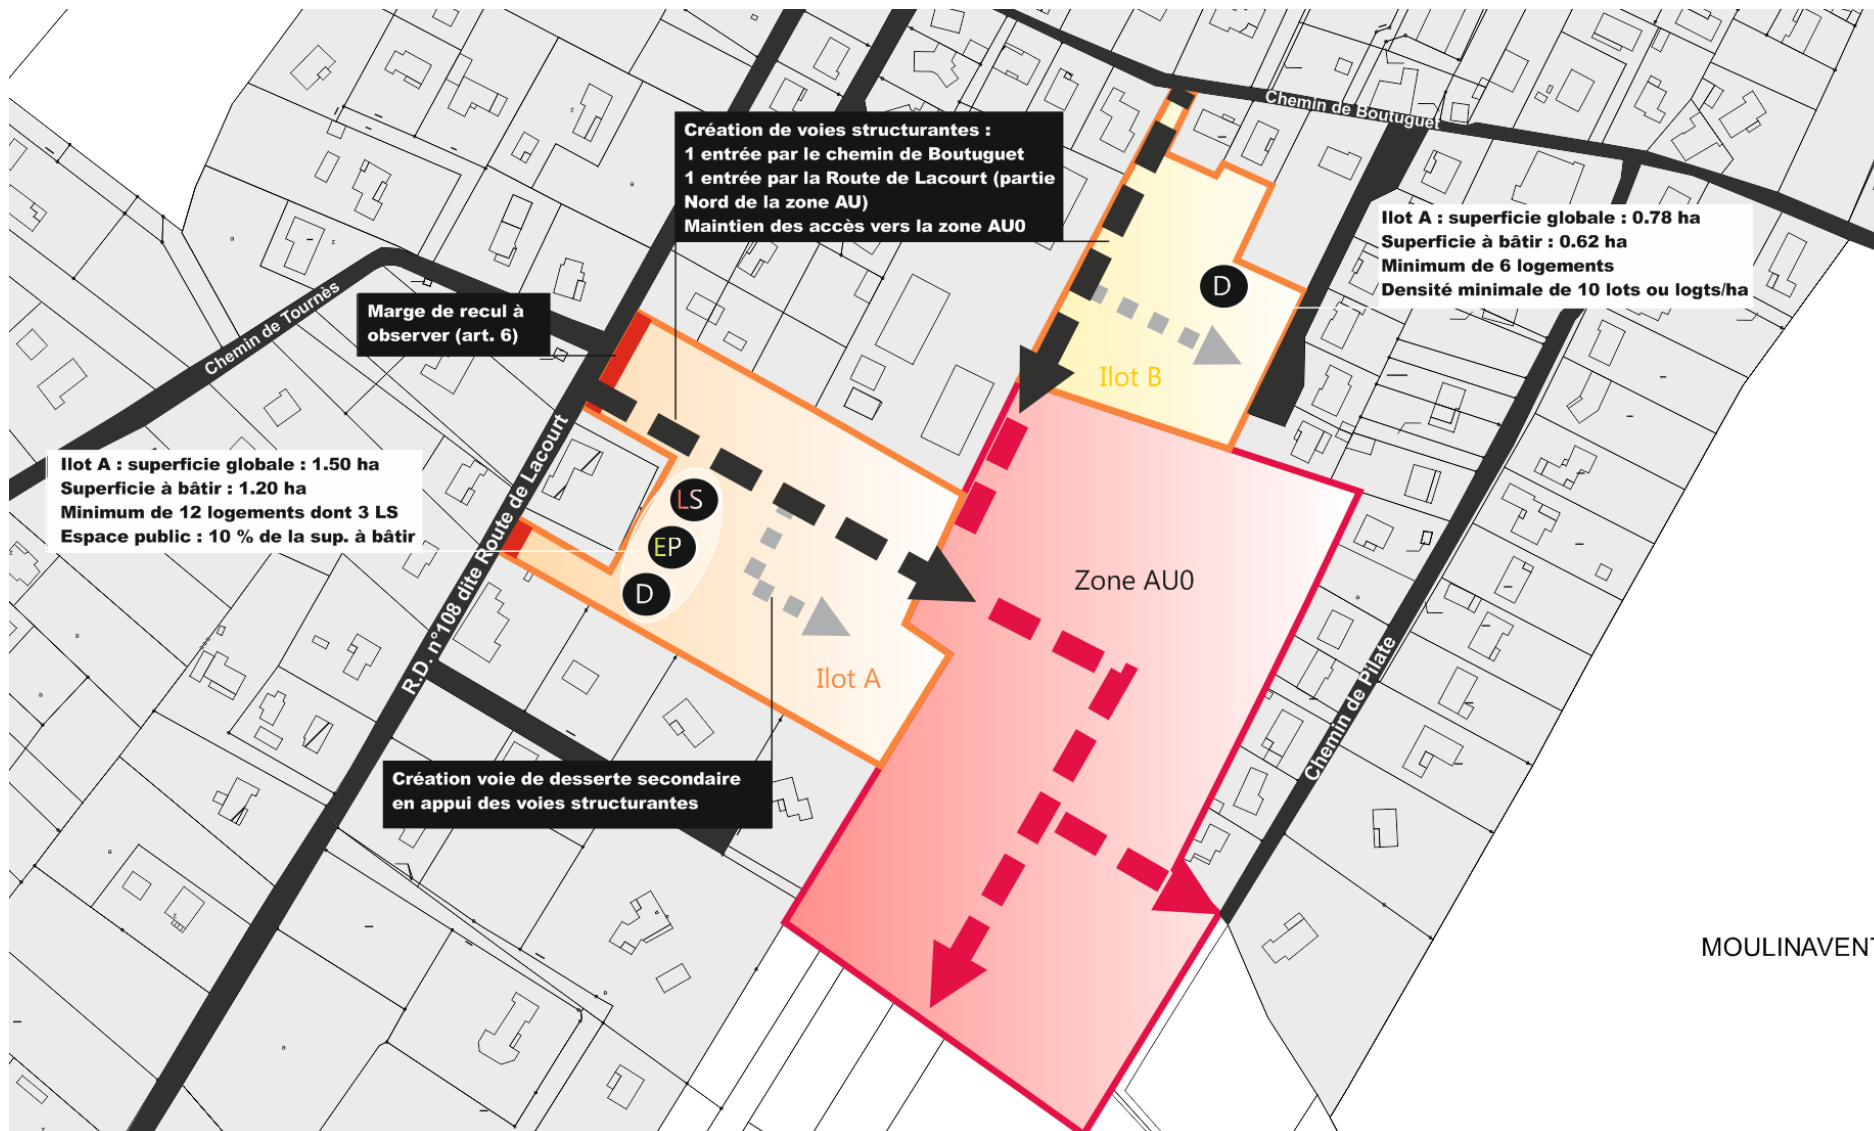 Chemin de Boutuguet
Création de voies structurantes :
1 entrée par le chemin de Boutuguet
1 entrée par la Route de Lacourt (partie
Nord de la zone AU)
Maintien des accès vers la zone AU0
Ilot A : superficie globale : 0.78 ha
Superficie à bâtir : 0.62 ha
Minimum de 6 logements
Densité minimale de 10 lots ou logts/ha
D
Ilot B
Chemin de Tournès
Marge de recul à
observer (art. 6)
Ilot A : superficie globale : 1.50 ha
Superficie à bâtir : 1.20 ha
Minimum de 12 logements dont 3 LS
Espace public : 10 % de la sup. à bâtir
R.D. n°108 dite Route de Lacourt
LS
EP
D
Zone AU0
Ilot A
Chemin de Pilate
Création voie de desserte secondaire
en appui des voies structurantes
MOULINAVENT